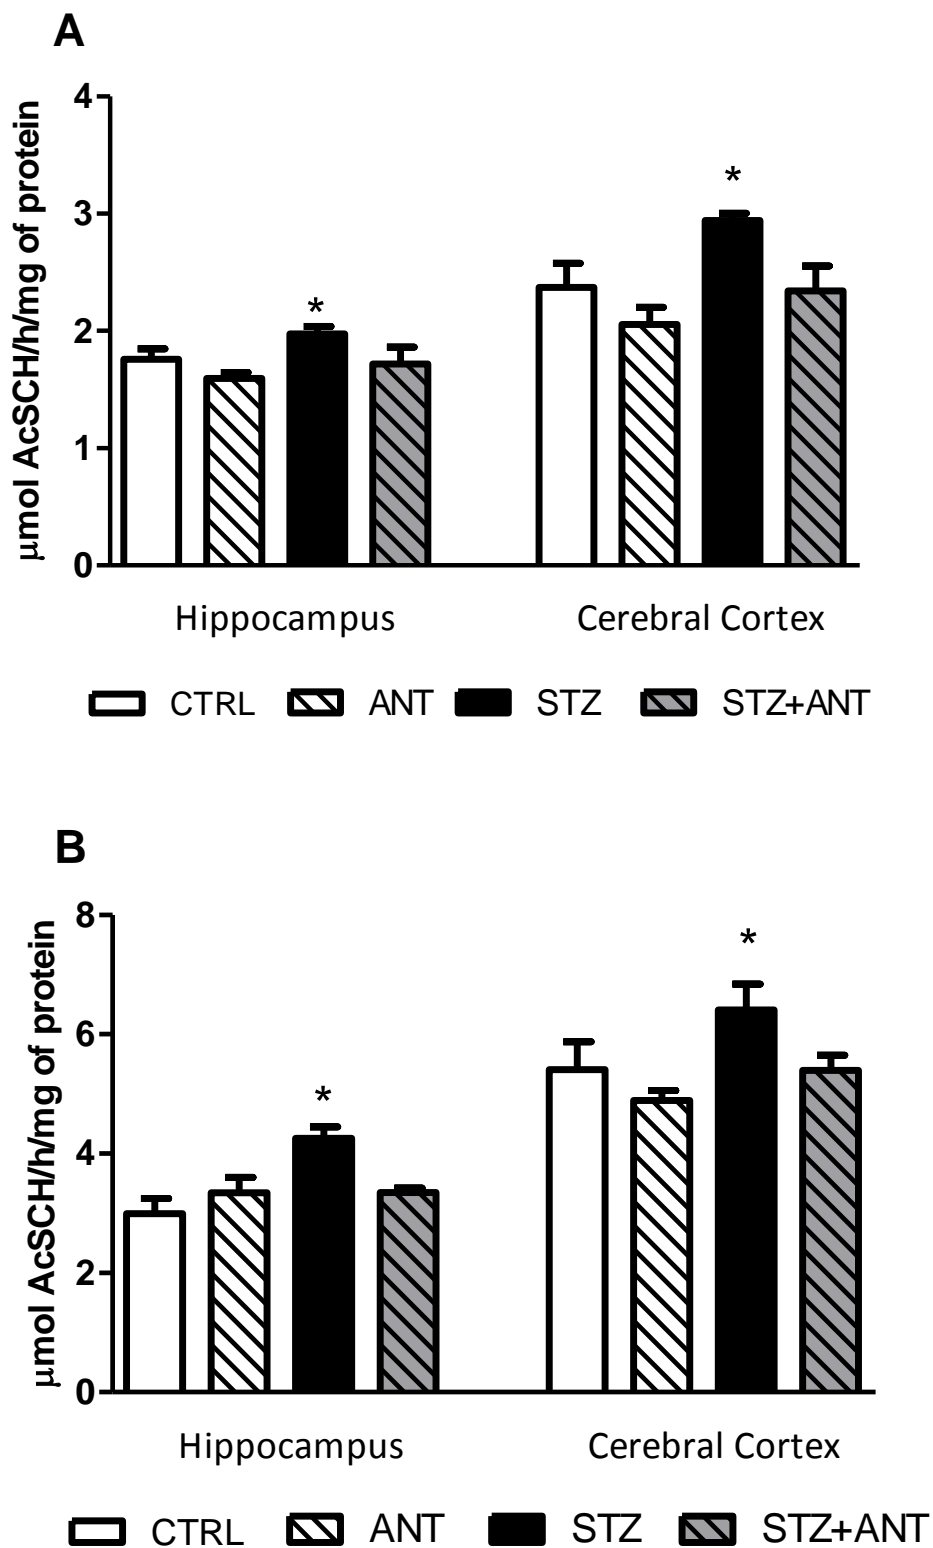 A
μmol AcSCH/h/mg of protein
4
3
2
1
0
*
*
Hippocampus Cerebral Cortex
CTRL ANT STZ STZ+ANT
B
μmol AcSCH/h/mg of protein
8
6
4
2
0
*
*
Hippocampus Cerebral Cortex
CTRL ANT STZ STZ+ANT